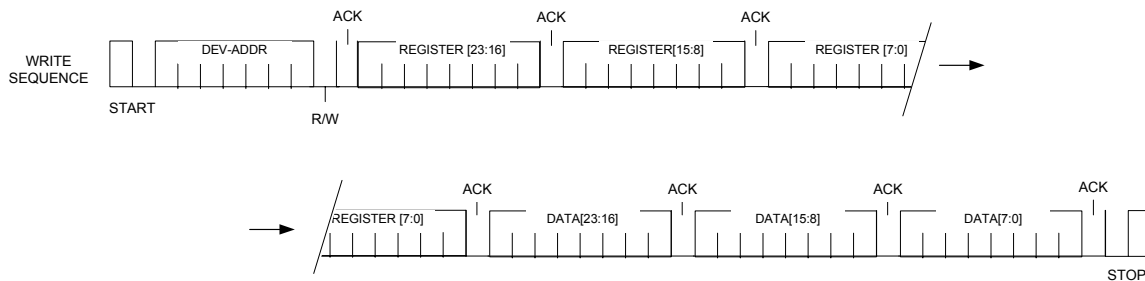 ACK ACK ACK
DEV-ADDR REGISTER [23:16] REGISTER[15:8] REGISTER [7:0]
WRITE
SEQUENCE
START
R/W
ACK ACK ACK ACK
REGISTER [7:0] DATA[23:16] DATA[15:8] DATA[7:0]
STOP